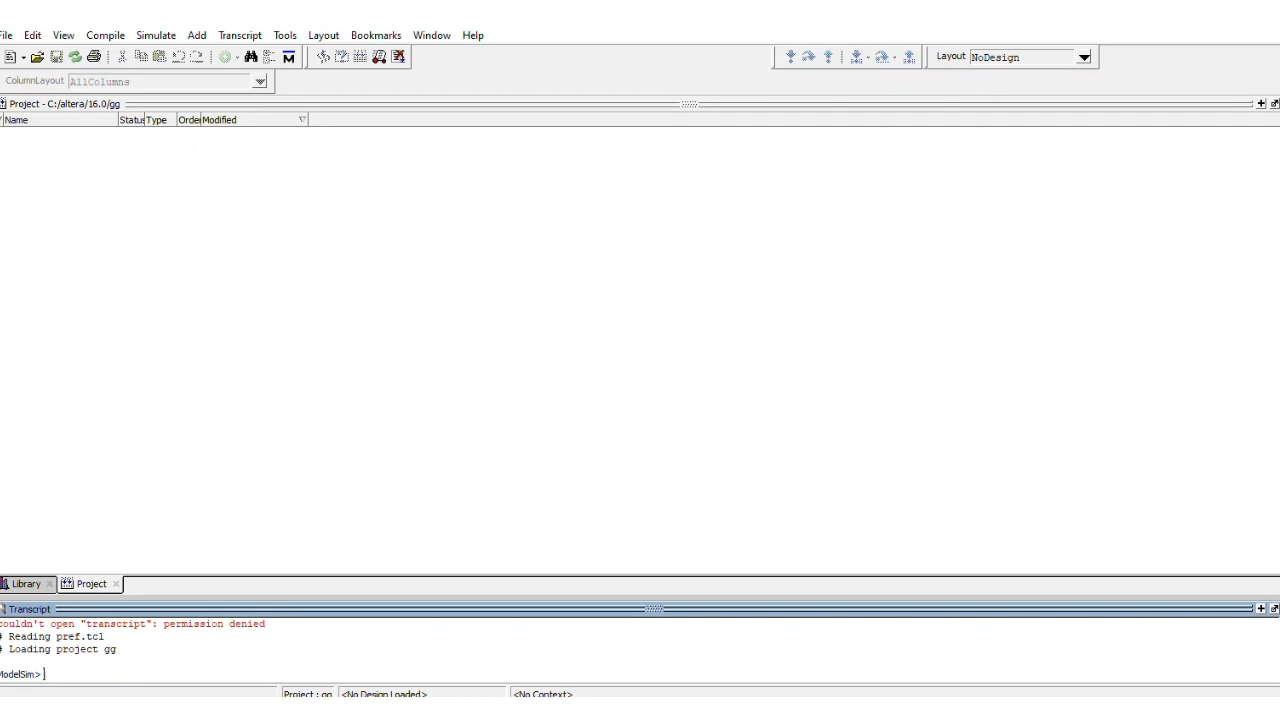 File Edit View Compile Simulate Add Transcript Tools Layout Bookmarks Window Help
Layout NoDesign
ColumnLayout AllColumns
Project - C:/altera/16.0/gg
Name Status Type Order Modified
Library Project
Transcript
couldn't open "transcript": permission denied
# Reading pref.tcl
# Loading project gg
ModelSim>
Project : gg <No Design Loaded> <No Context>